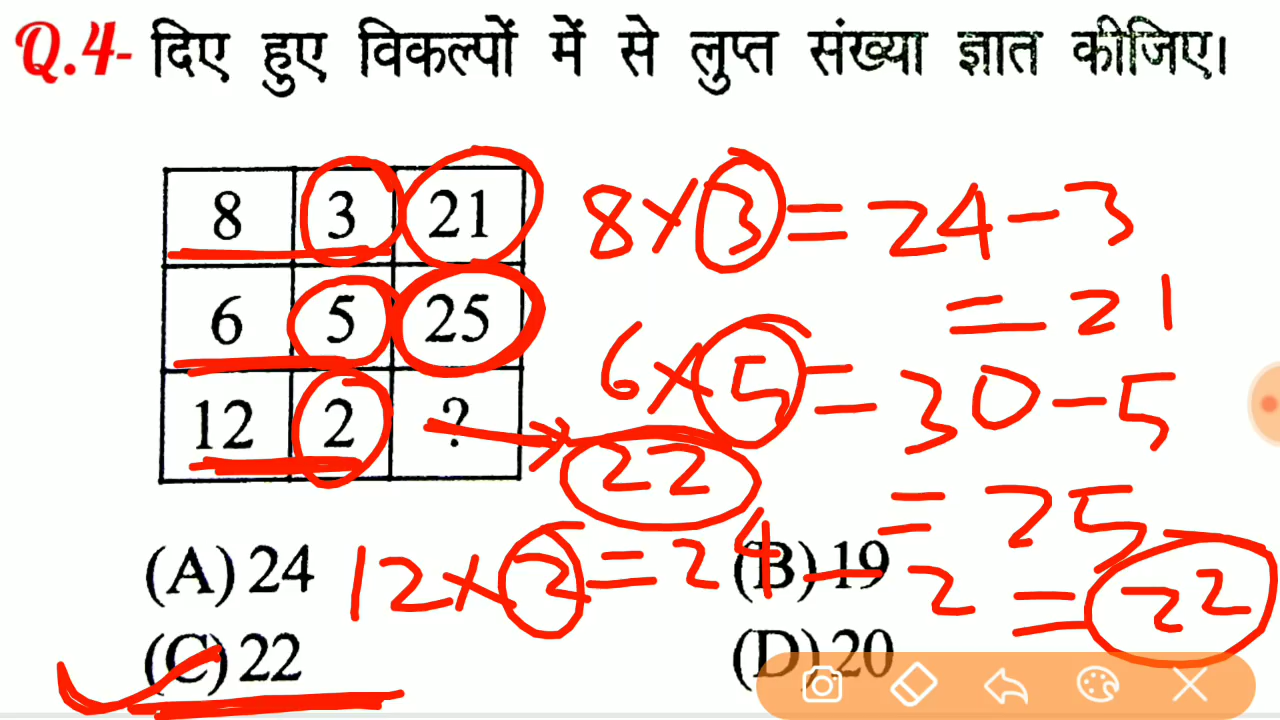 Q.4- दिए हुए विकल्पों में से लुप्त संख्या ज्ञात कीजिए।
8 3 21
8×3=24-3
=21
6 5 25
6×5=30-5
=25
12 2 ?
22
12×2=24-2=22
(A) 24 (B) 19
(C) 22 (D) 20